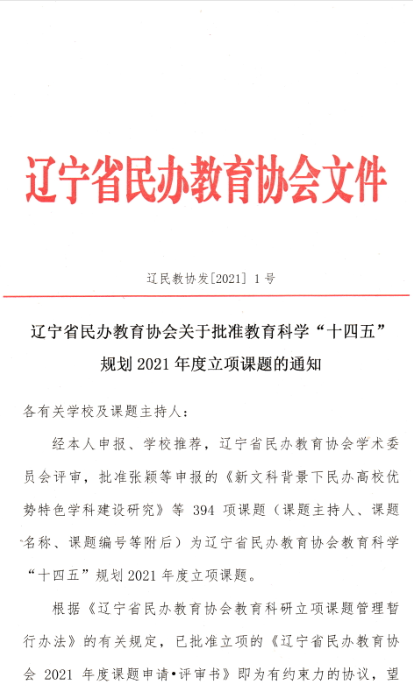 辽宁省民办教育协会文件
辽民教协发[2021] 1 号
辽宁省民办教育协会关于批准教育科学“十四五”
规划 2021 年度立项课题的通知
各有关学校及课题主持人：
经本人申报、学校推荐，辽宁省民办教育协会学术委
员会评审，批准张颖等申报的《新文科背景下民办高校优
势特色学科建设研究》等 394 项课题（课题主持人、课题
名称、课题编号等附后）为辽宁省民办教育协会教育科学
“十四五”规划 2021 年度立项课题。
根据《辽宁省民办教育协会教育科研立项课题管理暂
行办法》的有关规定，已批准立项的《辽宁省民办教育协
会 2021 年度课题申请•评审书》即为有约束力的协议，望